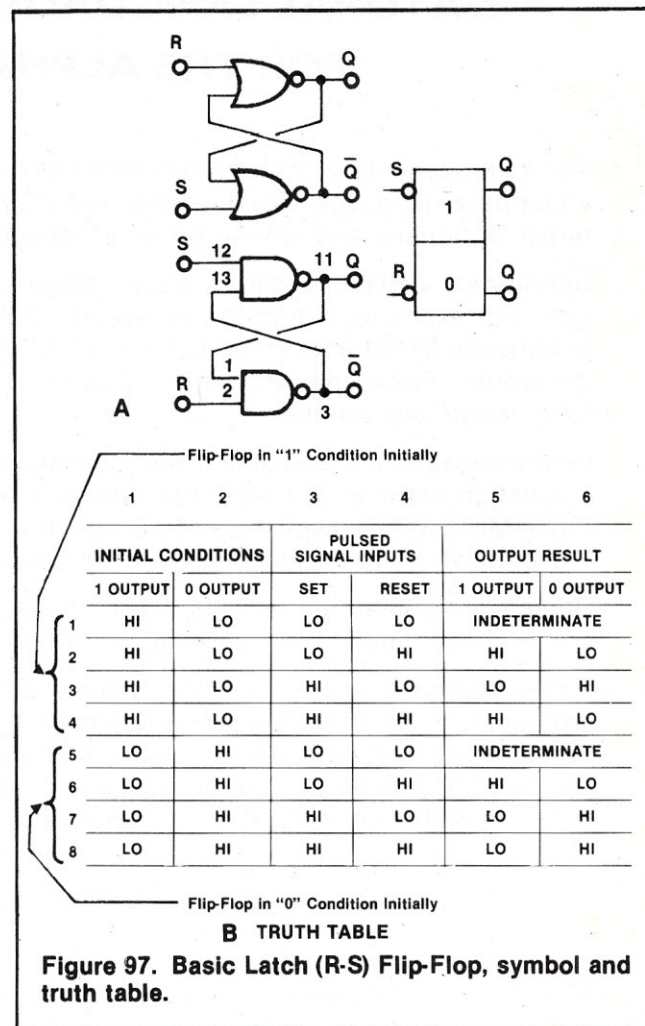 R Q
S Q̅
S Q
1
R 0 Q
S 12 11 Q
13
1
R 2 3 Q̅
A
Flip-Flop in "1" Condition Initially
1 2 3 4 5 6
INITIAL CONDITIONS PULSED SIGNAL INPUTS OUTPUT RESULT
1 OUTPUT 0 OUTPUT SET RESET 1 OUTPUT 0 OUTPUT
1 HI LO LO LO INDETERMINATE
2 HI LO LO HI HI LO
3 HI LO HI LO LO HI
4 HI LO HI HI HI LO
5 LO HI LO LO INDETERMINATE
6 LO HI LO HI HI LO
7 LO HI HI LO LO HI
8 LO HI HI HI LO HI
Flip-Flop in "0" Condition Initially
B TRUTH TABLE
Figure 97. Basic Latch (R-S) Flip-Flop, symbol and
truth table.